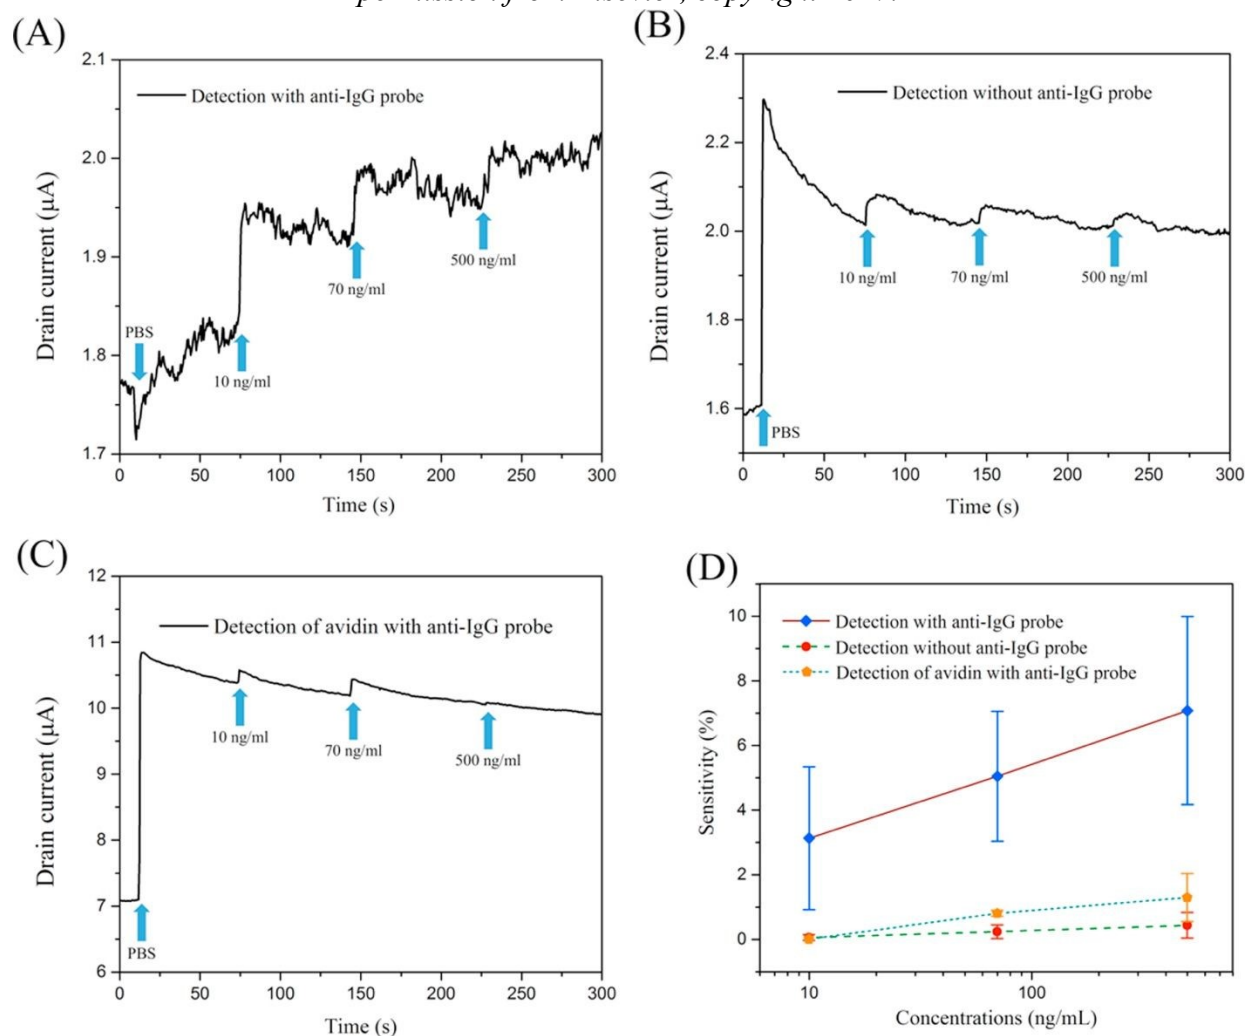 (A)
2.1
2.0
1.9
1.8
1.7
Drain current (µA)
Detection with anti-IgG probe
PBS
10 ng/ml
70 ng/ml
500 ng/ml
0 50 100 150 200 250 300
Time (s)
(B)
2.4
2.2
2.0
1.8
1.6
Drain current (µA)
Detection without anti-IgG probe
PBS
10 ng/ml
70 ng/ml
500 ng/ml
0 50 100 150 200 250 300
Time (s)
(C)
12
11
10
9
8
7
6
Drain current (µA)
Detection of avidin with anti-IgG probe
PBS
10 ng/ml
70 ng/ml
500 ng/ml
0 50 100 150 200 250 300
Time (s)
(D)
10
8
6
4
2
0
Sensitivity (%)
Detection with anti-IgG probe
Detection without anti-IgG probe
Detection of avidin with anti-IgG probe
10 100
Concentrations (ng/mL)